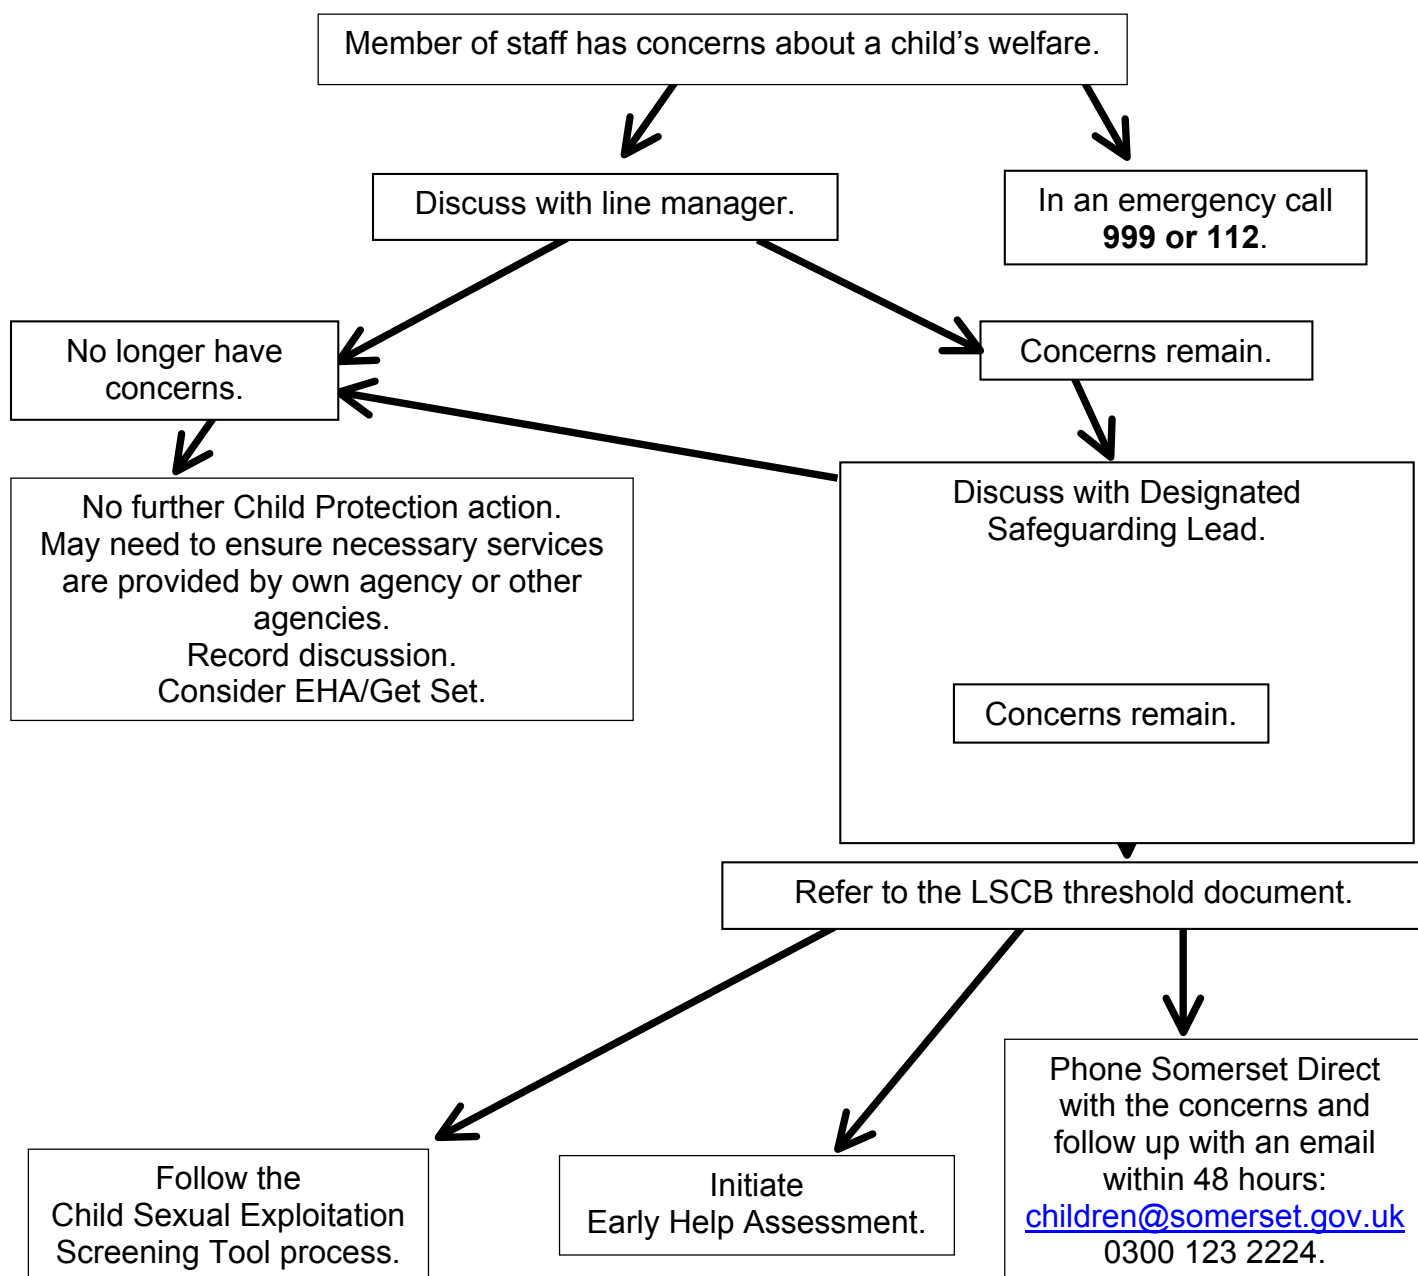 Member of staff has concerns about a child’s welfare.
Discuss with line manager.
In an emergency call
999 or 112.
No longer have
concerns.
Concerns remain.
No further Child Protection action.
May need to ensure necessary services
are provided by own agency or other
agencies.
Record discussion.
Consider EHA/Get Set.
Discuss with Designated
Safeguarding Lead.
Concerns remain.
Refer to the LSCB threshold document.
Follow the
Child Sexual Exploitation
Screening Tool process.
Initiate
Early Help Assessment.
Phone Somerset Direct
with the concerns and
follow up with an email
within 48 hours:
children@somerset.gov.uk
0300 123 2224.